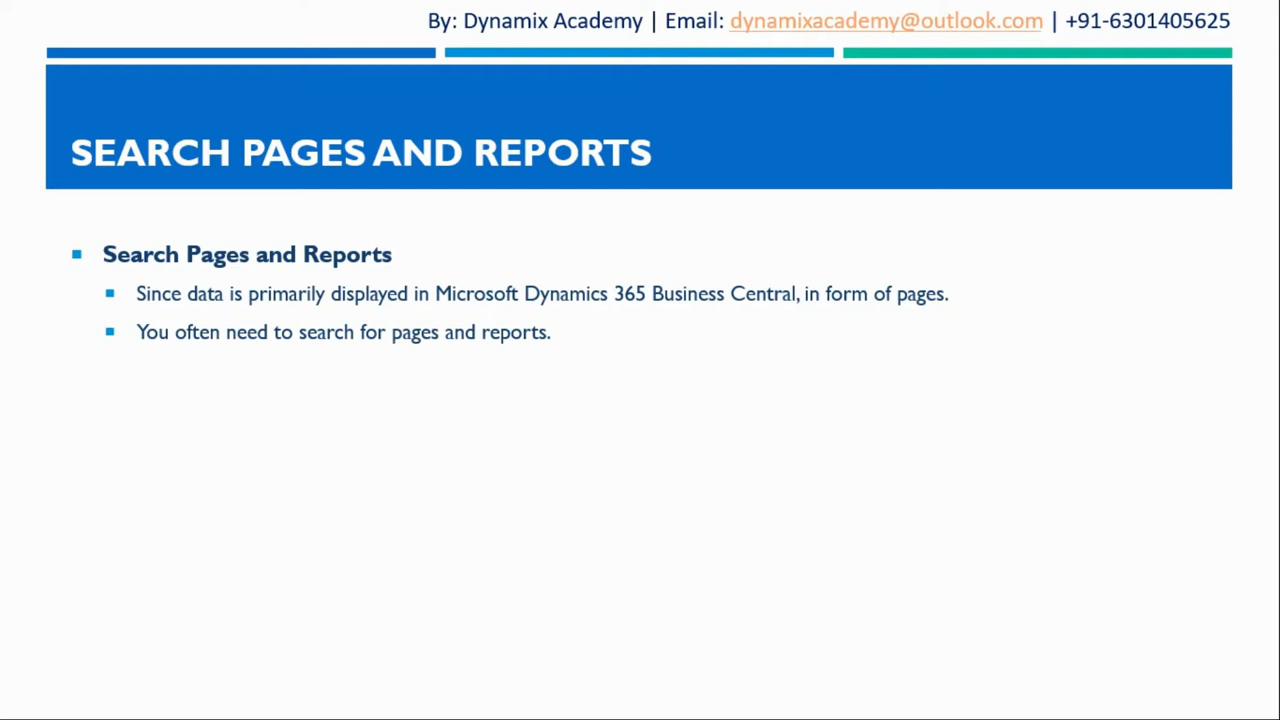 By: Dynamix Academy | Email: dynamixacademy@outlook.com | +91-6301405625
SEARCH PAGES AND REPORTS
Search Pages and Reports
Since data is primarily displayed in Microsoft Dynamics 365 Business Central, in form of pages.
You often need to search for pages and reports.